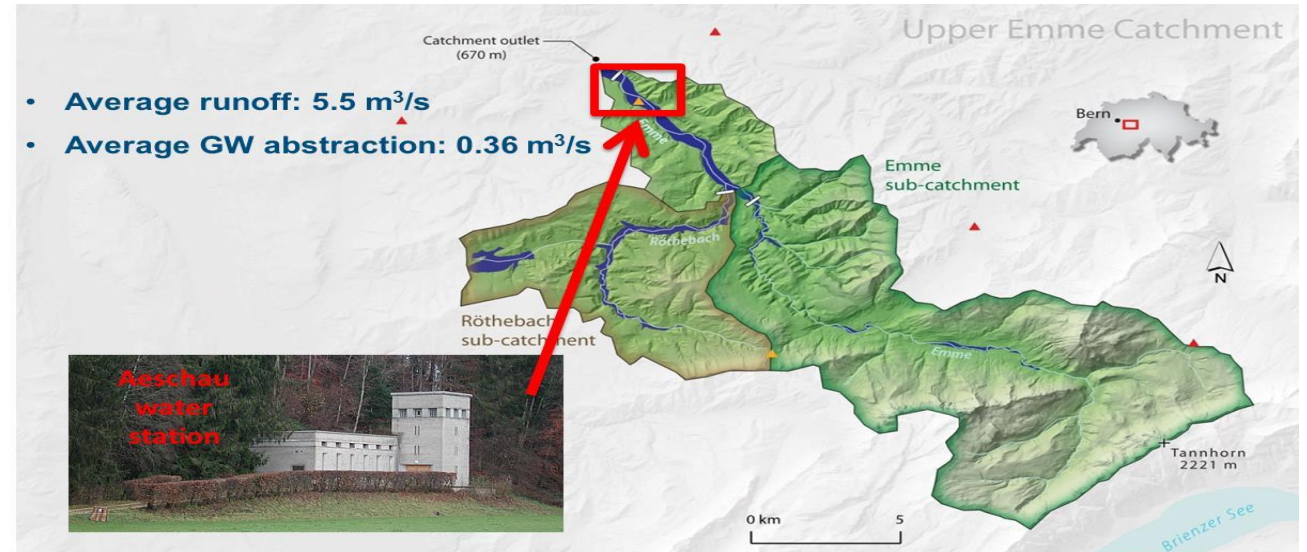 Upper Emme Catchment
Catchment outlet
(670 m)
• Average runoff: 5.5 m³/s
• Average GW abstraction: 0.36 m³/s
Bern
Emme
Emme
sub-catchment
Röthebach
N
Röthebach
sub-catchment
Emme
Aeschau
water
station
Tannhorn
2221 m
0 km 5
Brienzer See